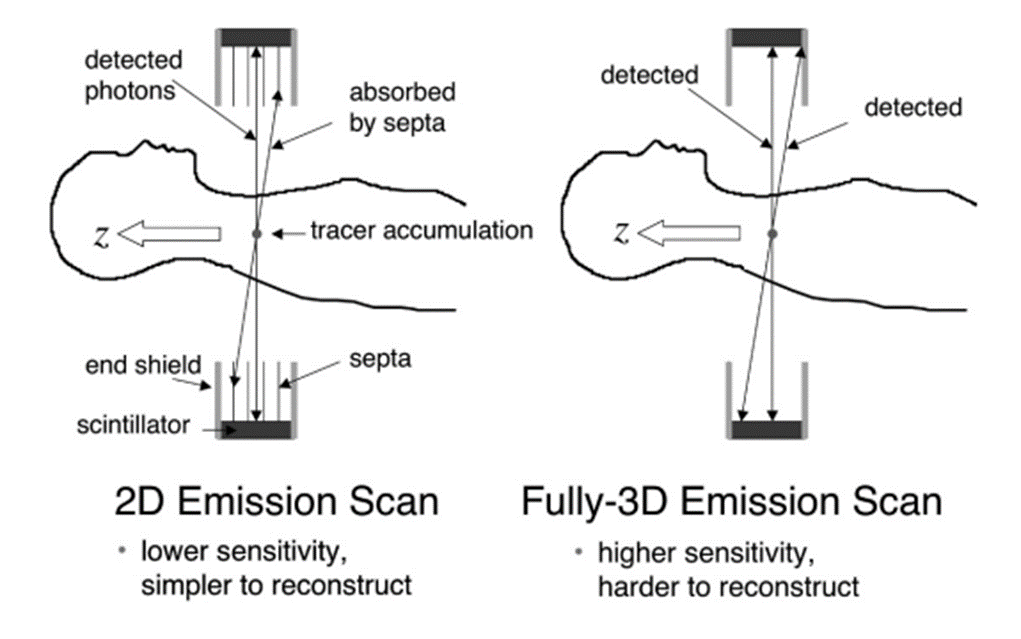 detected
photons
absorbed
by septa
z
tracer accumulation
end shield
septa
scintillator
2D Emission Scan
• lower sensitivity,
simpler to reconstruct
detected
detected
z
Fully-3D Emission Scan
• higher sensitivity,
harder to reconstruct